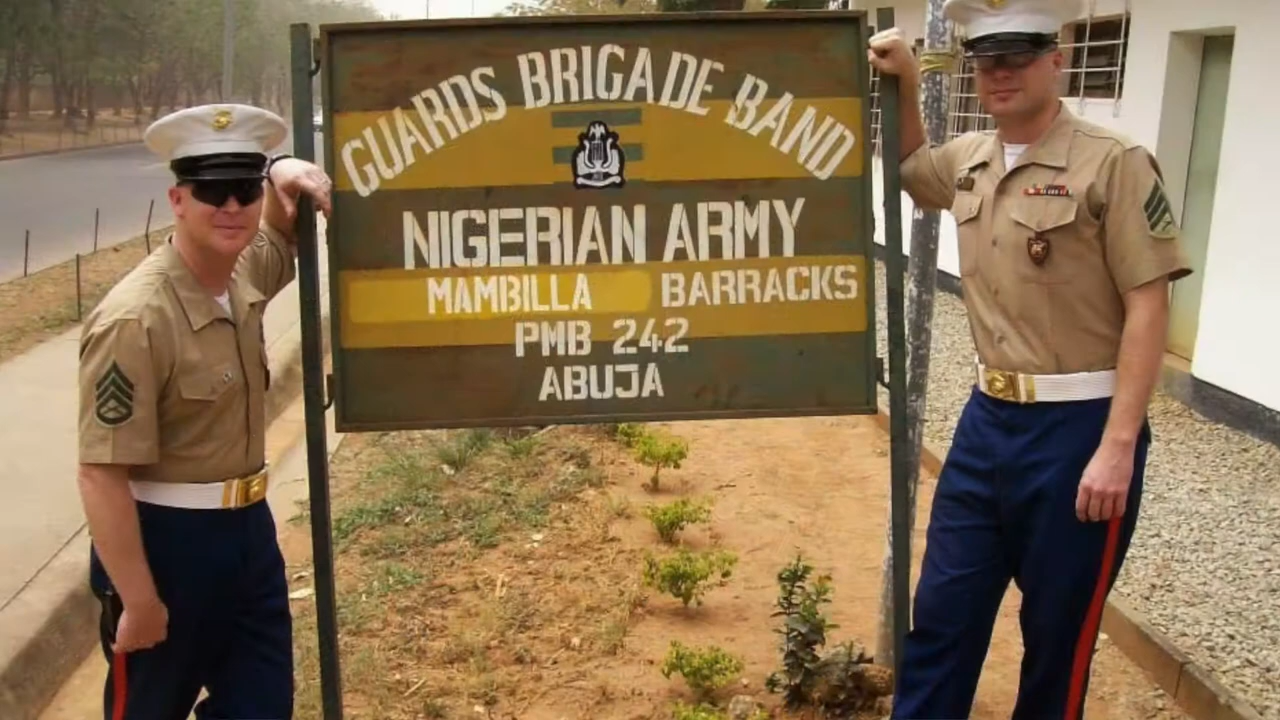 GUARDS BRIGADE BAND
NIGERIAN ARMY
MAMBILLA BARRACKS
PMB 242
ABUJA